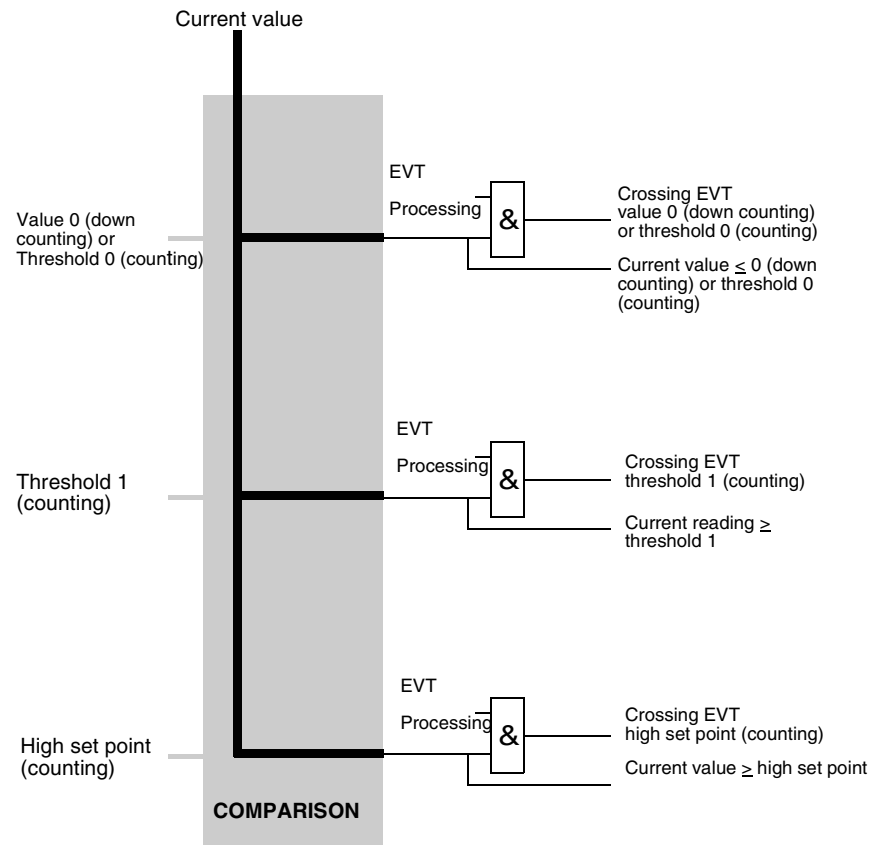 Current value
Value 0 (down
counting) or
Threshold 0 (counting)
EVT
Processing
&
Crossing EVT
value 0 (down counting)
or threshold 0 (counting)
Current value ≤ 0 (down
counting) or threshold 0
(counting)
Threshold 1
(counting)
EVT
Processing
&
Crossing EVT
threshold 1 (counting)
Current reading ≥
threshold 1
High set point
(counting)
EVT
Processing
&
Crossing EVT
high set point (counting)
Current value ≥ high set point
COMPARISON